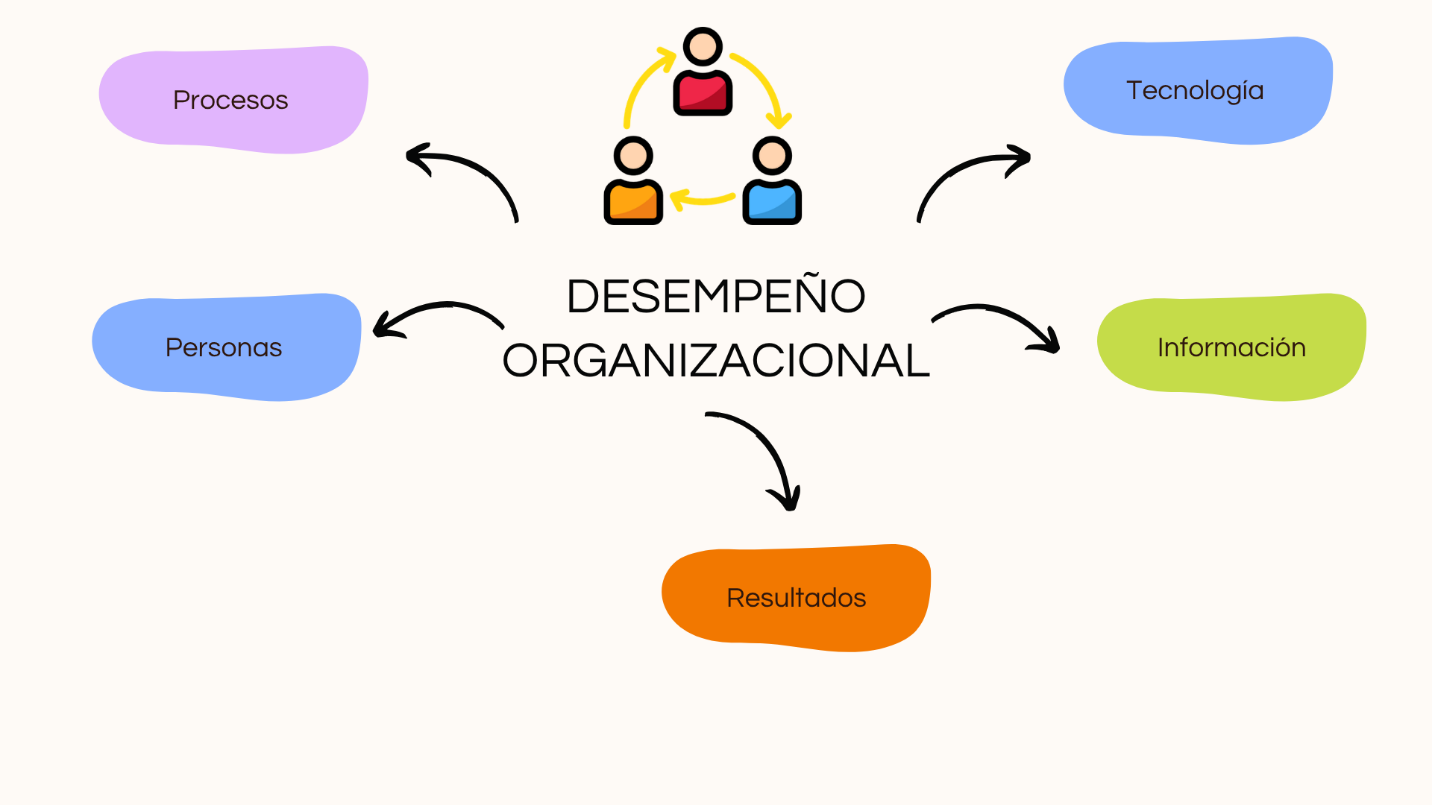 Procesos
Tecnología
DESEMPEÑO
ORGANIZACIONAL
Personas
Información
Resultados